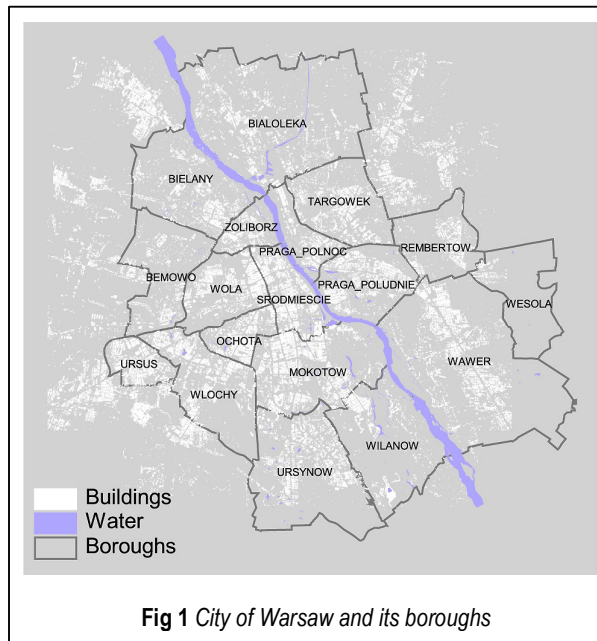 BIALOLEKA
BIELANY
TARGOWEK
ZOLIBORZ
REMBERTOW
PRAGA_POLNOC
BEMOWO
PRAGA_POLUDNIE
WOLA
SRODMIESCIE
WESOLA
OCHOTA
URSUS
WAWER
MOKOTOW
WLOCHY
WILANOW
URSYNOW
Buildings
Water
Boroughs
Fig 1 City of Warsaw and its boroughs